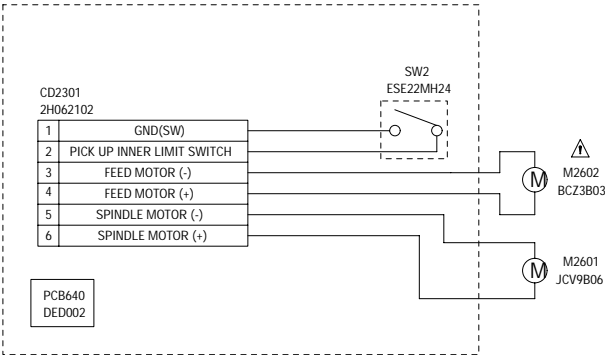 SW2
ESE22MH24
CD2301
2H062102
1 GND(SW)
2 PICK UP INNER LIMIT SWITCH
3 FEED MOTOR (-)
4 FEED MOTOR (+)
5 SPINDLE MOTOR (-)
6 SPINDLE MOTOR (+)
M
M2602
BCZ3B03
M
M2601
JCV9B06
PCB640
DED002